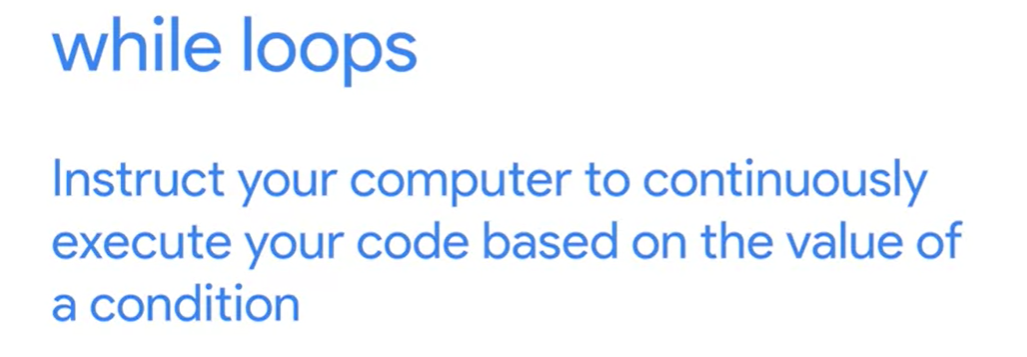 while loops
Instruct your computer to continuously
execute your code based on the value of
a condition